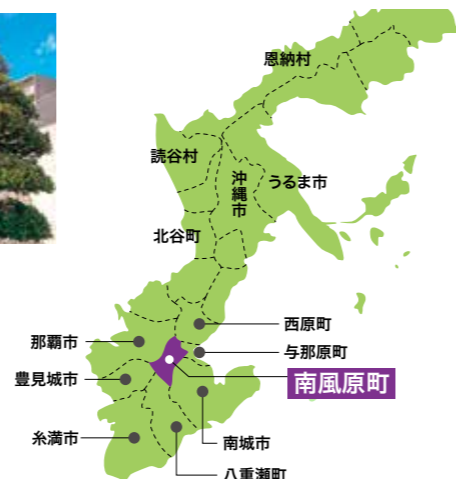 恩納村
読谷村
沖縄市
うるま市
北谷町
西原町
那覇市
与那原町
豊見城市
南風原町
糸満市
南城市
八重瀬町